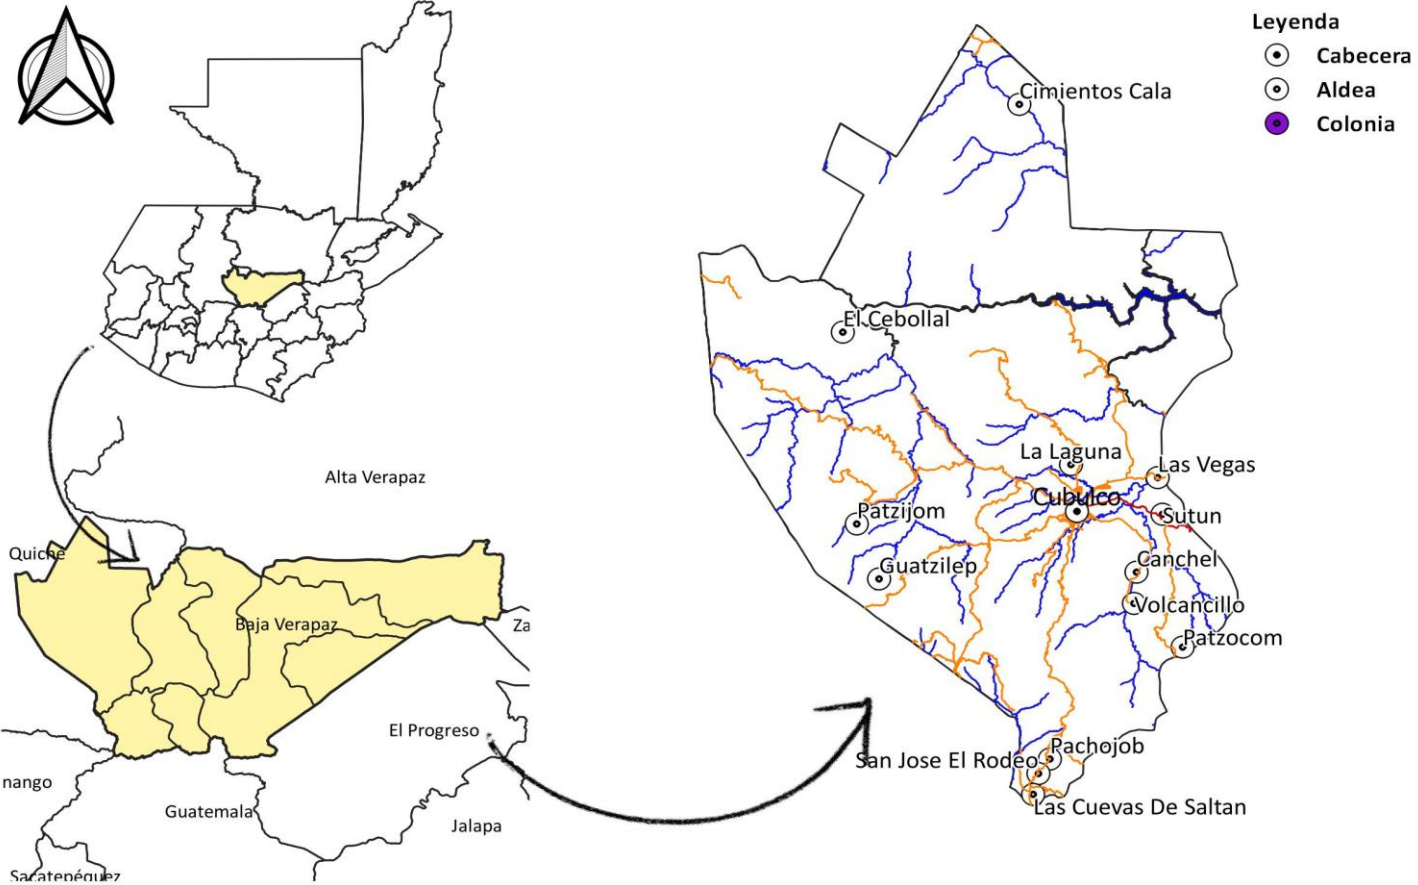 Leyenda
Cabecera
Aldea
Colonia
Cimientos Cala
El Cebollal
La Laguna
Las Vegas
Cubulco
Patzijom
Sutun
Guatzilep
Canchel
Volcancillo
Patzocom
Pachojob
San Jose El Rodeo
Las Cuevas De Saltan
Alta Verapaz
Quiche
Baja Verapaz
Za
El Progreso
nango
Guatemala
Jalapa
Sacatepéquez